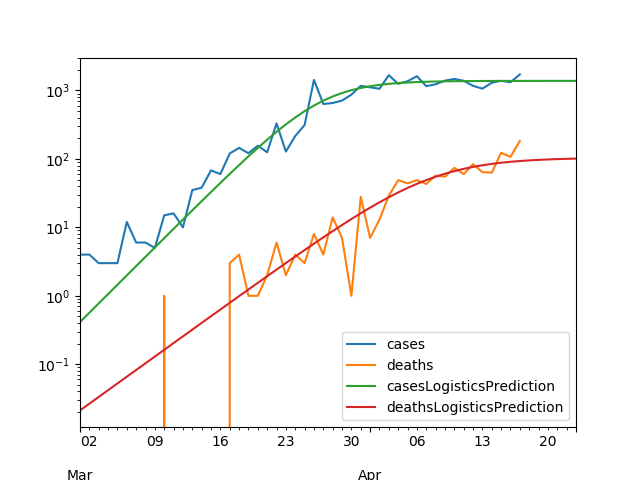 10³
10²
10¹
10⁰
10⁻¹
cases
deaths
casesLogisticsPrediction
deathsLogisticsPrediction
02 09 16 23 30 06 13 20
Mar Apr